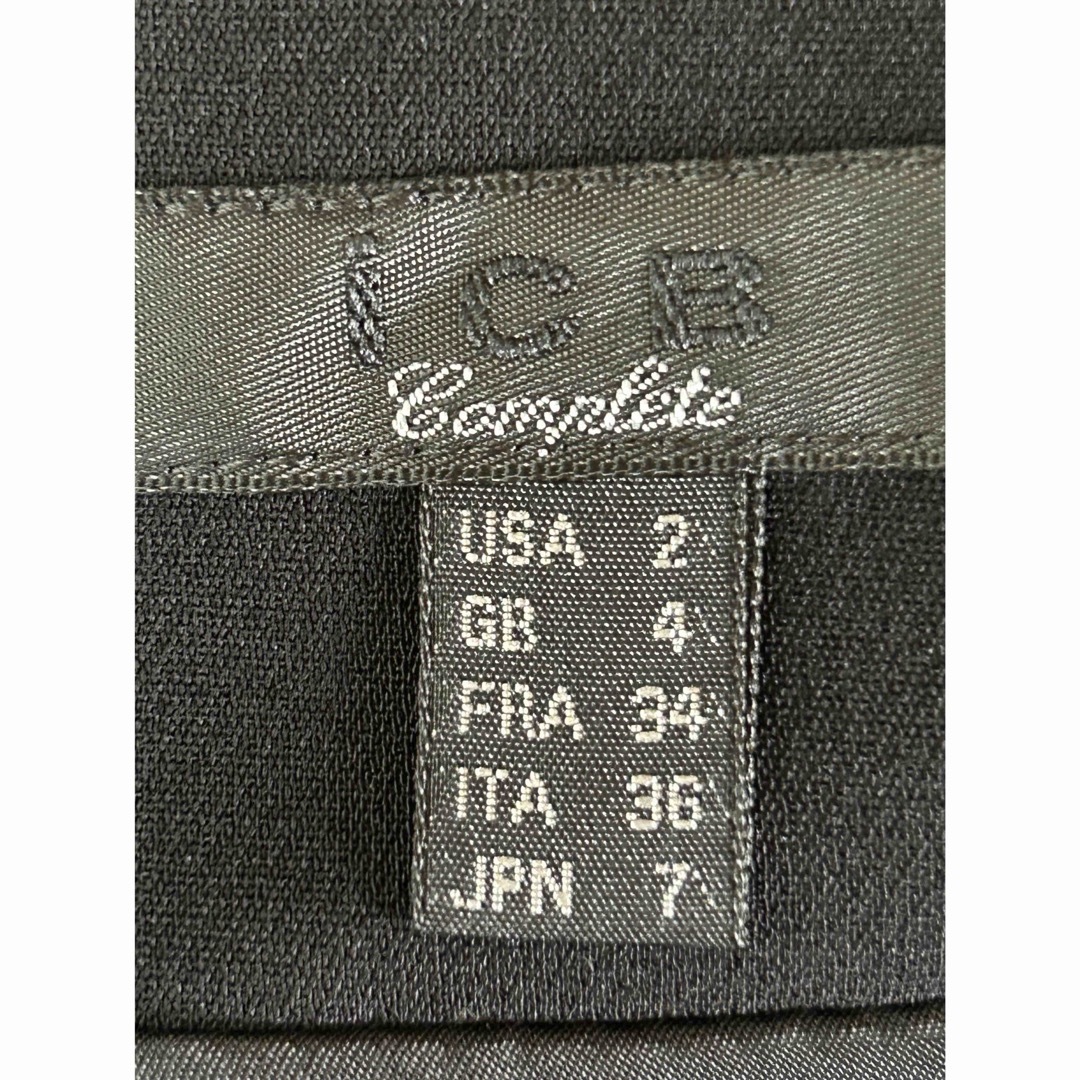 iCB
Complete
USA 2
GB 4
FRA 34
ITA 36
JPN 7